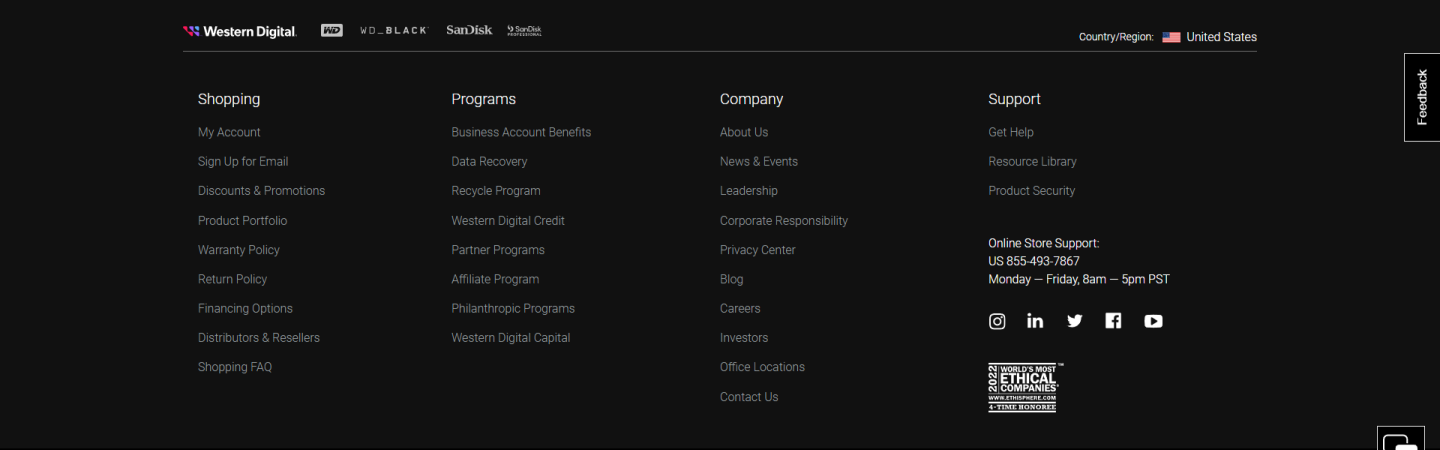 Western Digital.
WD
WD_BLACK
SanDisk
SanDisk
PROFESSIONAL
Country/Region: United States
Feedback
Shopping
My Account
Sign Up for Email
Discounts & Promotions
Product Portfolio
Warranty Policy
Return Policy
Financing Options
Distributors & Resellers
Shopping FAQ
Programs
Business Account Benefits
Data Recovery
Recycle Program
Western Digital Credit
Partner Programs
Affiliate Program
Philanthropic Programs
Western Digital Capital
Company
About Us
News & Events
Leadership
Corporate Responsibility
Privacy Center
Blog
Careers
Investors
Office Locations
Contact Us
Support
Get Help
Resource Library
Product Security
Online Store Support:
US 855-493-7867
Monday — Friday, 8am — 5pm PST
2022
WORLD'S MOST
ETHICAL
COMPANIES
WWW.ETHISPHERE.COM
4-TIME HONOREE